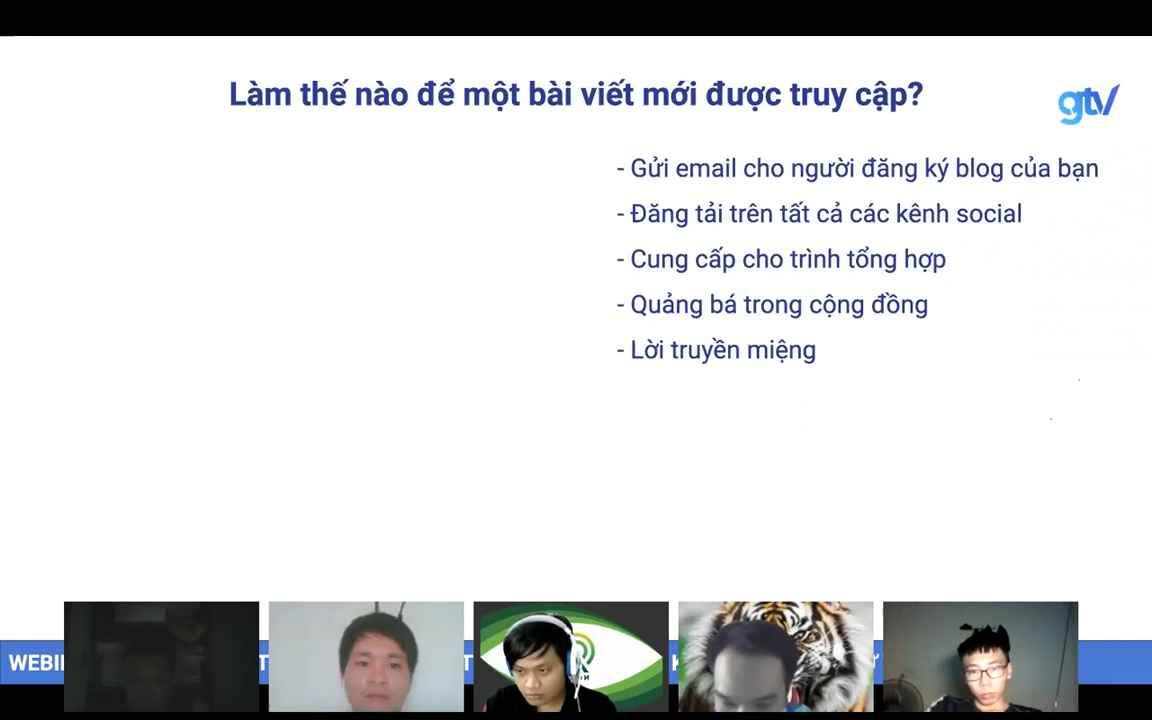 Làm thế nào để một bài viết mới được truy cập?
gtv
- Gửi email cho người đăng ký blog của bạn
- Đăng tải trên tất cả các kênh social
- Cung cấp cho trình tổng hợp
- Quảng bá trong cộng đồng
- Lời truyền miệng